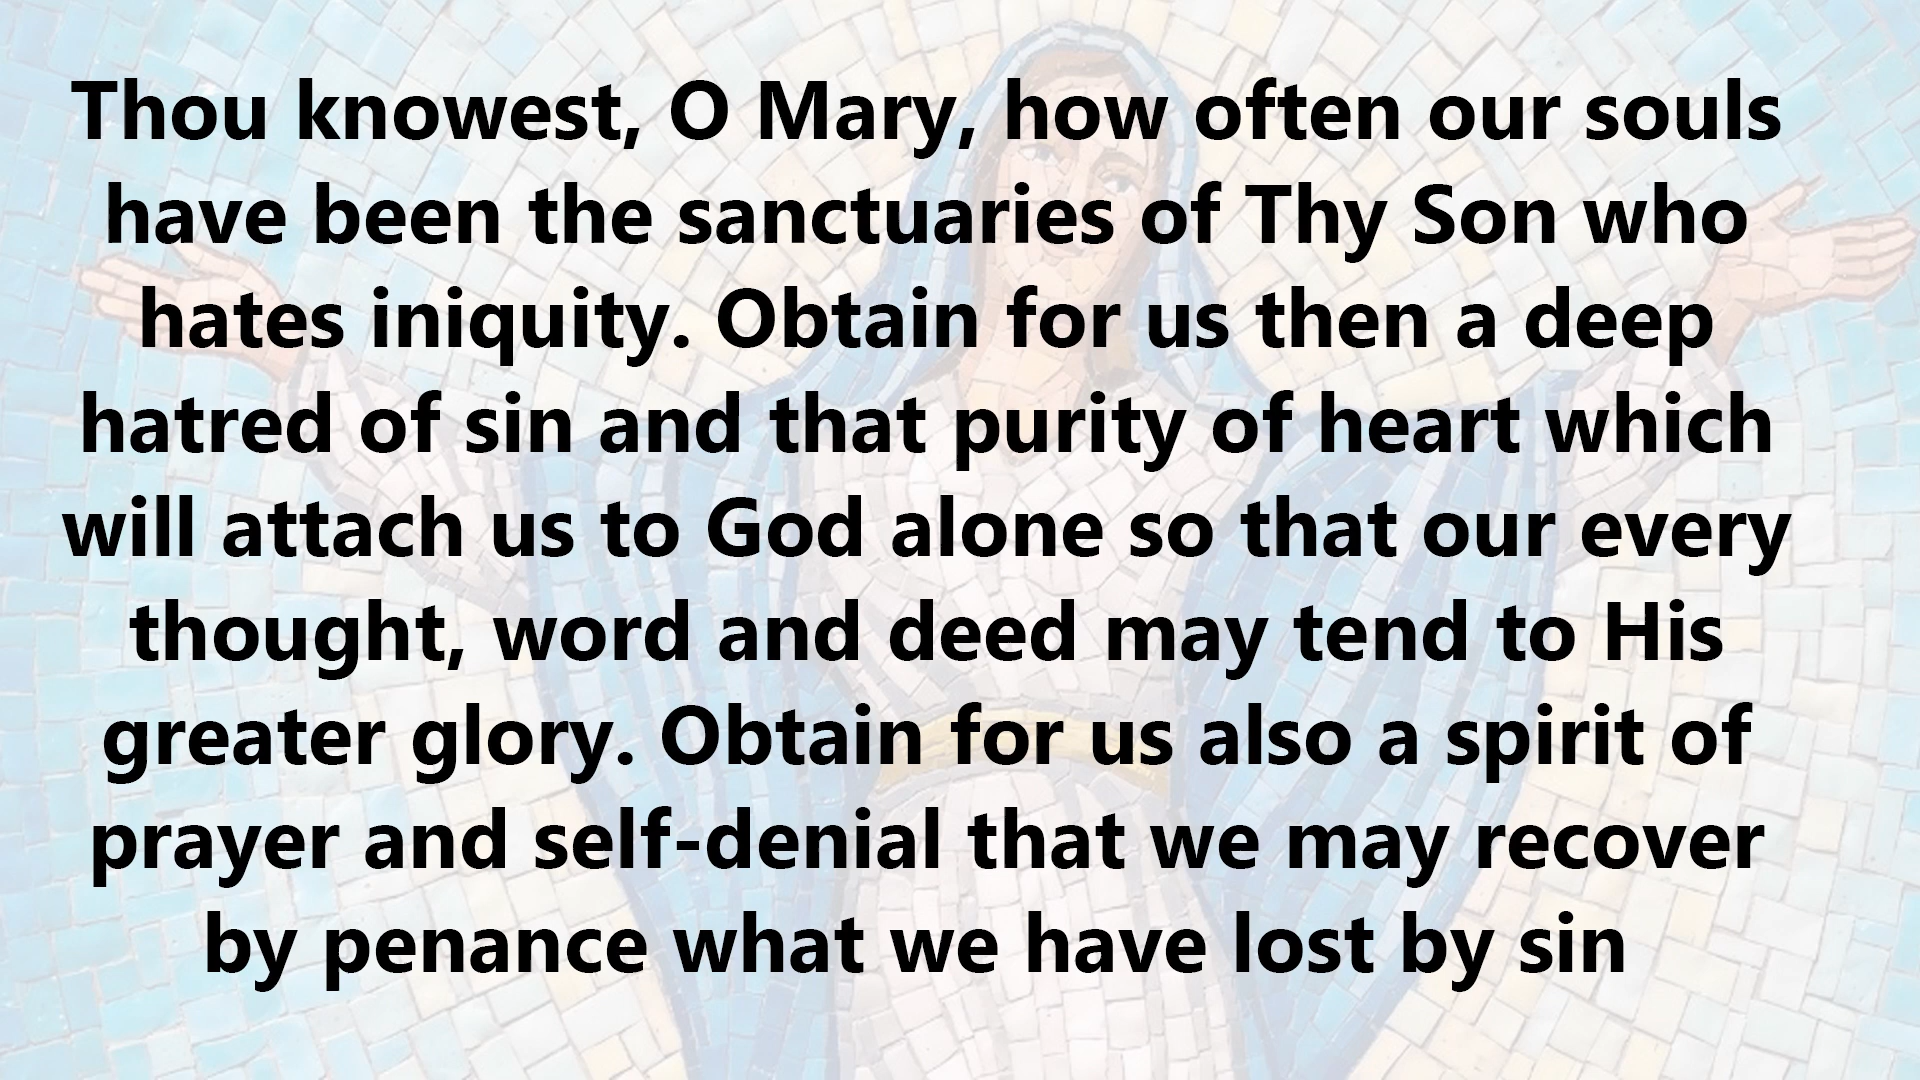 Thou knowest, O Mary, how often our souls
have been the sanctuaries of Thy Son who
hates iniquity. Obtain for us then a deep
hatred of sin and that purity of heart which
will attach us to God alone so that our every
thought, word and deed may tend to His
greater glory. Obtain for us also a spirit of
prayer and self-denial that we may recover
by penance what we have lost by sin